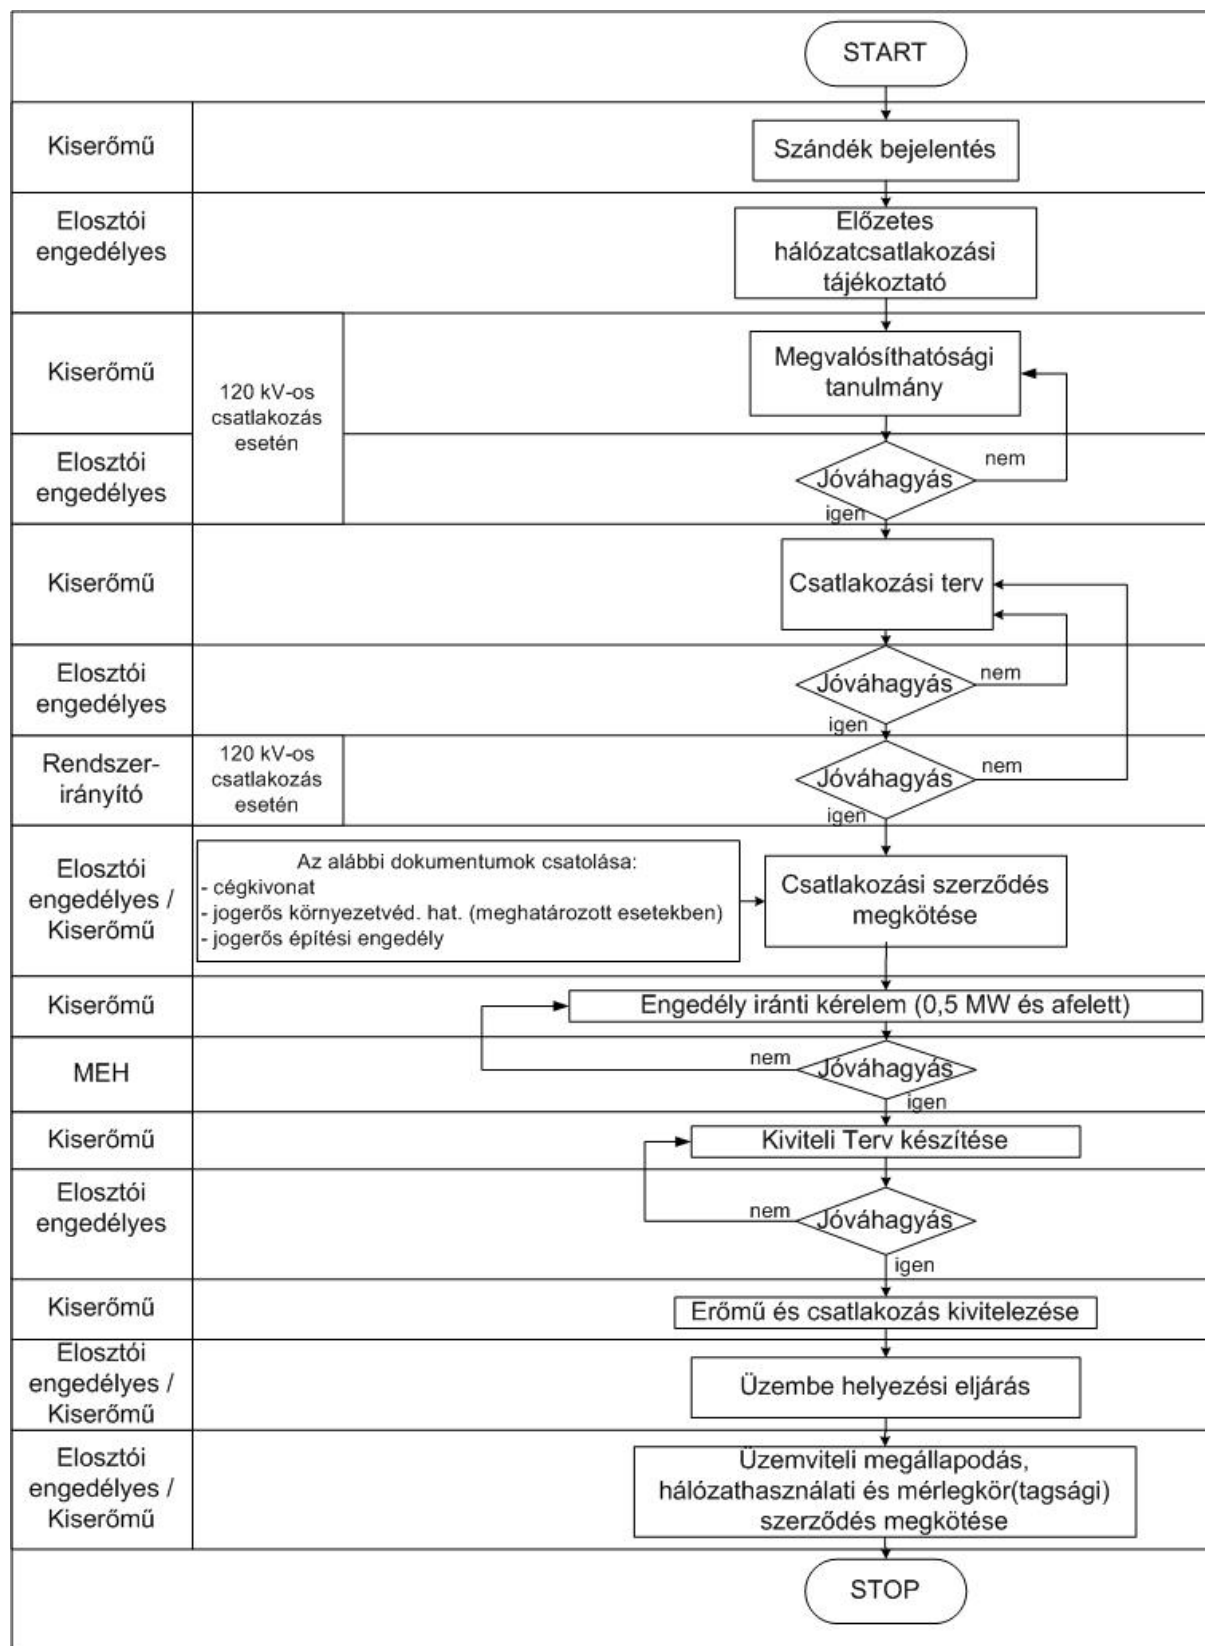 START
Kiserőmű
Szándék bejelentés
Elosztói
engedélyes
Előzetes
hálózatcsatlakozási
tájékoztató
Kiserőmű
120 kV-os
csatlakozás
esetén
Megvalósíthatósági
tanulmány
Elosztói
engedélyes
Jóváhagyás
nem
igen
Kiserőmű
Csatlakozási terv
Elosztói
engedélyes
Jóváhagyás
nem
igen
Rendszer-
irányító
120 kV-os
csatlakozás
esetén
Jóváhagyás
nem
igen
Elosztói
engedélyes /
Kiserőmű
Az alábbi dokumentumok csatolása:
- cégkivonat
- jogerős környezetvéd. hat. (meghatározott esetekben)
- jogerős építési engedély
Csatlakozási szerződés
megkötése
Kiserőmű
Engedély iránti kérelem (0,5 MW és afelett)
MEH
nem
Jóváhagyás
igen
Kiserőmű
Kiviteli Terv készítése
Elosztói
engedélyes
nem
Jóváhagyás
igen
Kiserőmű
Erőmű és csatlakozás kivitelezése
Elosztói
engedélyes /
Kiserőmű
Üzembe helyezési eljárás
Elosztói
engedélyes /
Kiserőmű
Üzemviteli megállapodás,
hálózathasználati és mérlegkör(tagsági)
szerződés megkötése
STOP